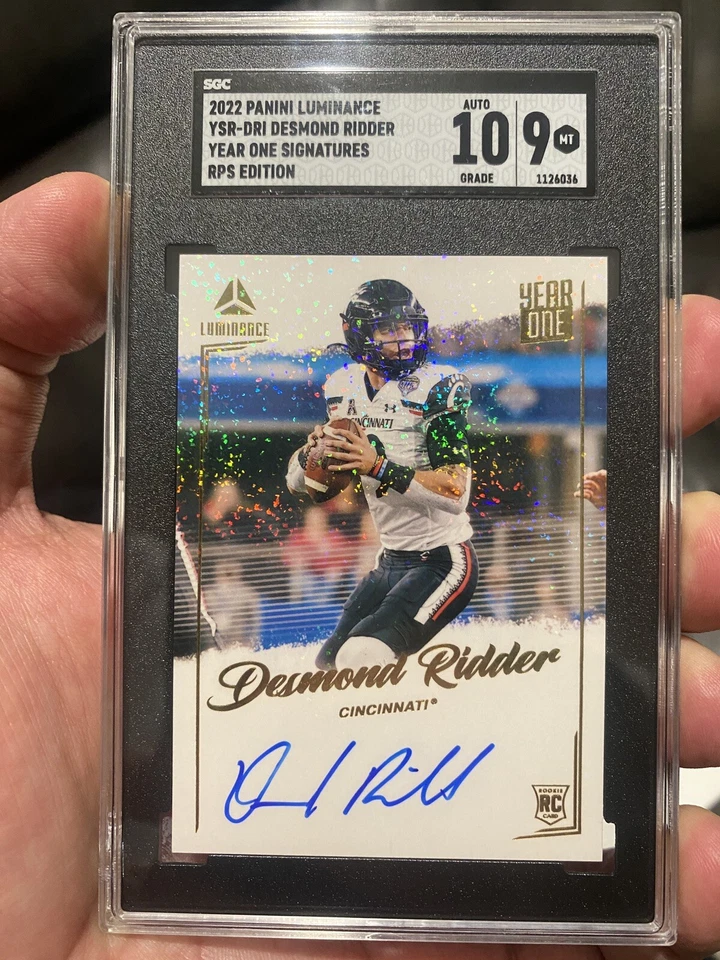 SGC
2022 PANINI LUMINANCE
YSR-DRI DESMOND RIDDER
YEAR ONE SIGNATURES
RPS EDITION
AUTO
10
GRADE
9 MT
1126036
LUMINANCE
YEAR
ONE
CINCINNATI
Desmond Ridder
CINCINNATI®
ROOKIE
RC
CARD